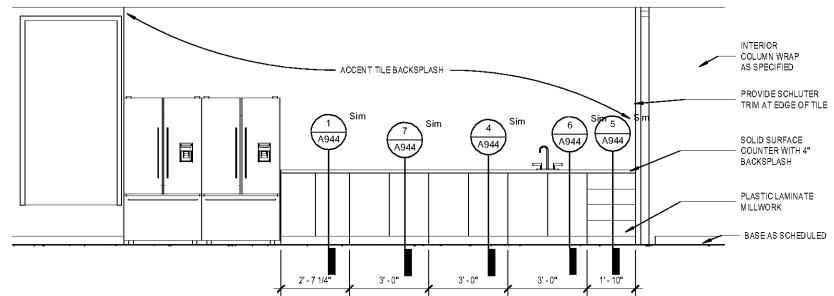 ACCENT TILE BACKSPLASH
INTERIOR
COLUMN WRAP
AS SPECIFIED
PROVIDE SCHLUTER
TRIM AT EDGE OF TILE
1
A944
Sim
7
A944
Sim
4
A944
Sim
6
A944
Sim
5
A944
Sim
SOLID SURFACE
COUNTER WITH 4"
BACKSPLASH
PLASTIC LAMINATE
MILLWORK
BASE AS SCHEDULED
2' - 7 1/4"
3' - 0"
3' - 0"
3' - 0"
1' - 10"